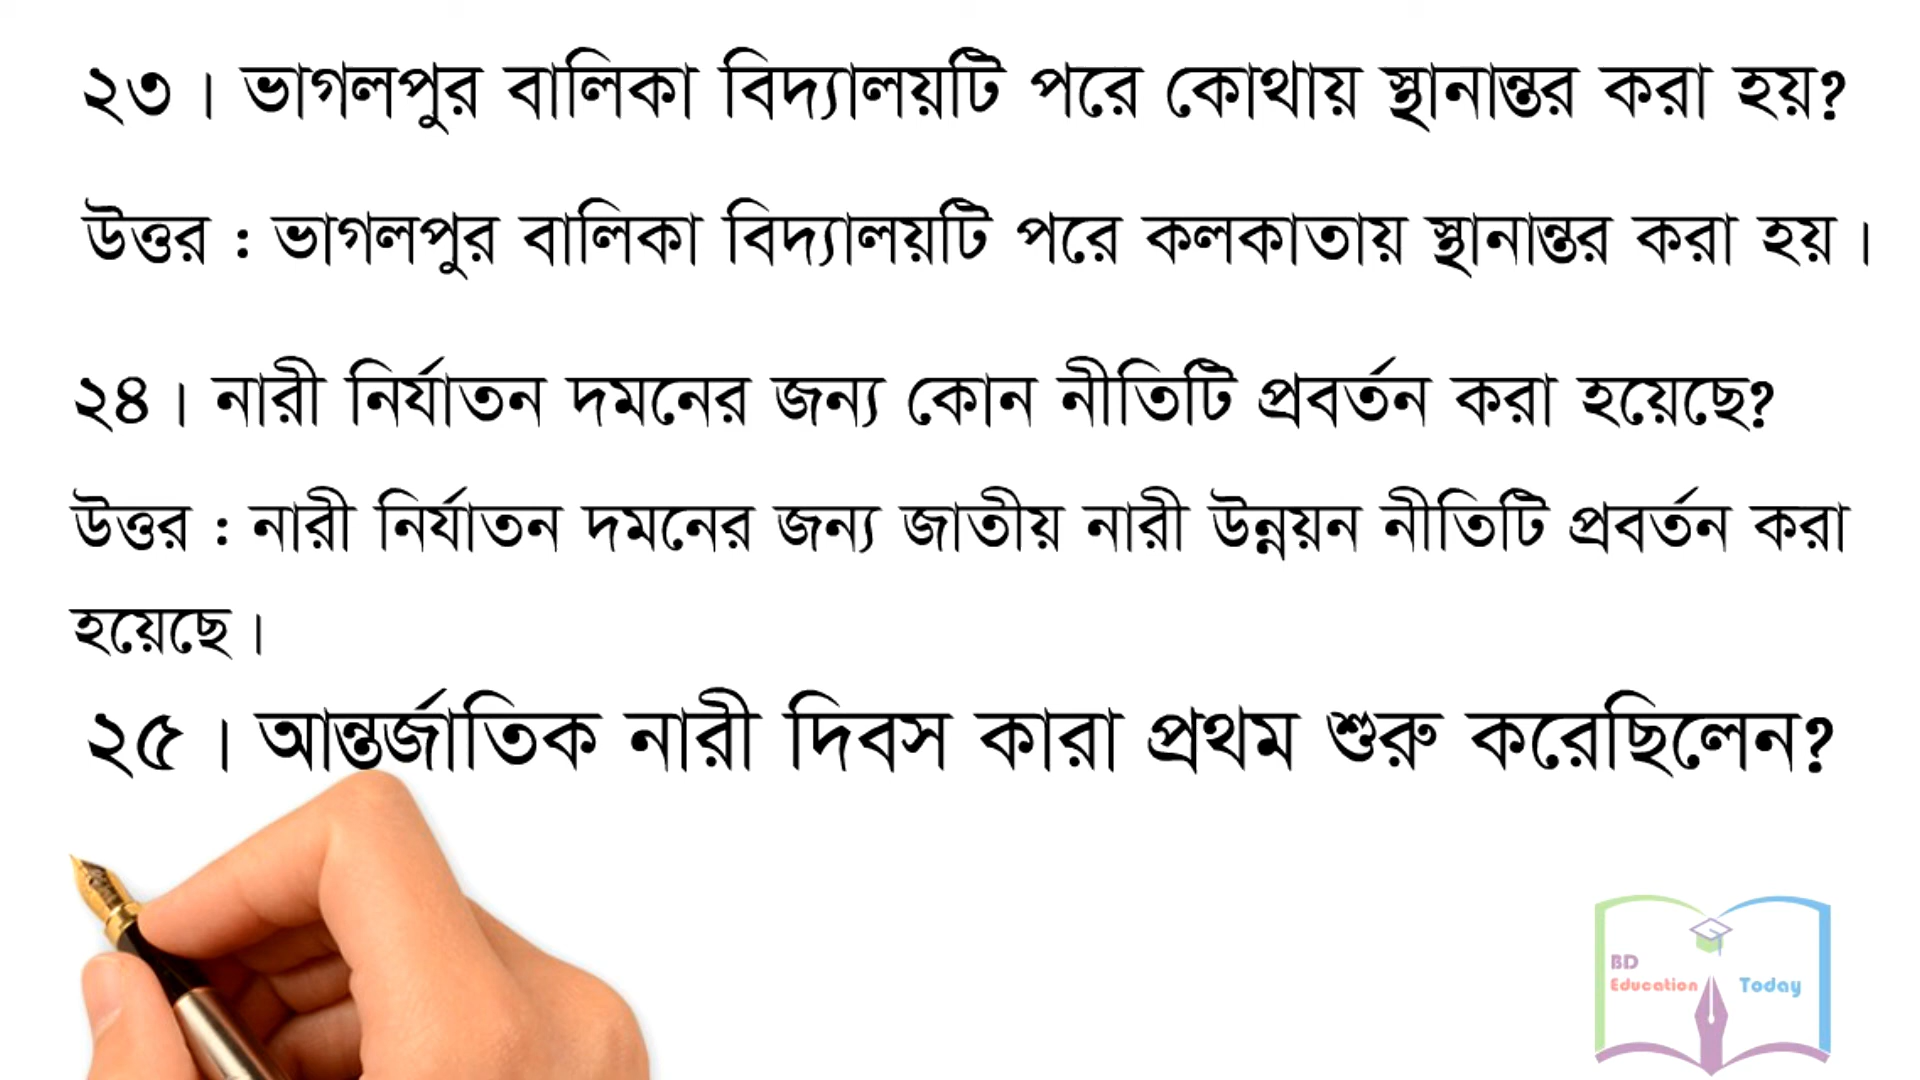 ২৩। ভাগলপুর বালিকা বিদ্যালয়টি পরে কোথায় স্থানান্তর করা হয়?
উত্তর : ভাগলপুর বালিকা বিদ্যালয়টি পরে কলকাতায় স্থানান্তর করা হয়।
২৪। নারী নির্যাতন দমনের জন্য কোন নীতিটি প্রবর্তন করা হয়েছে?
উত্তর : নারী নির্যাতন দমনের জন্য জাতীয় নারী উন্নয়ন নীতিটি প্রবর্তন করা
হয়েছে।
২৫। আন্তর্জাতিক নারী দিবস কারা প্রথম শুরু করেছিলেন?
BD
Education Today